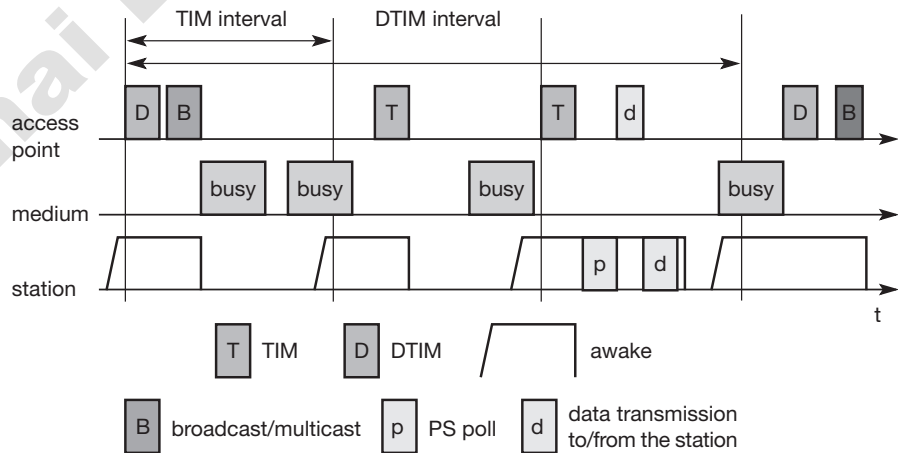 TIM interval DTIM interval
D B T T d D B
access
point
busy busy busy busy
medium
p d
station
t
T TIM D DTIM awake
B broadcast/multicast p PS poll d data transmission
to/from the station